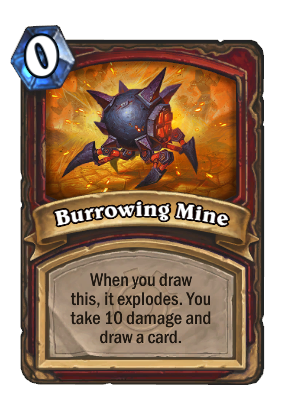 0
Burrowing Mine
When you draw
this, it explodes. You
take 10 damage and
draw a card.